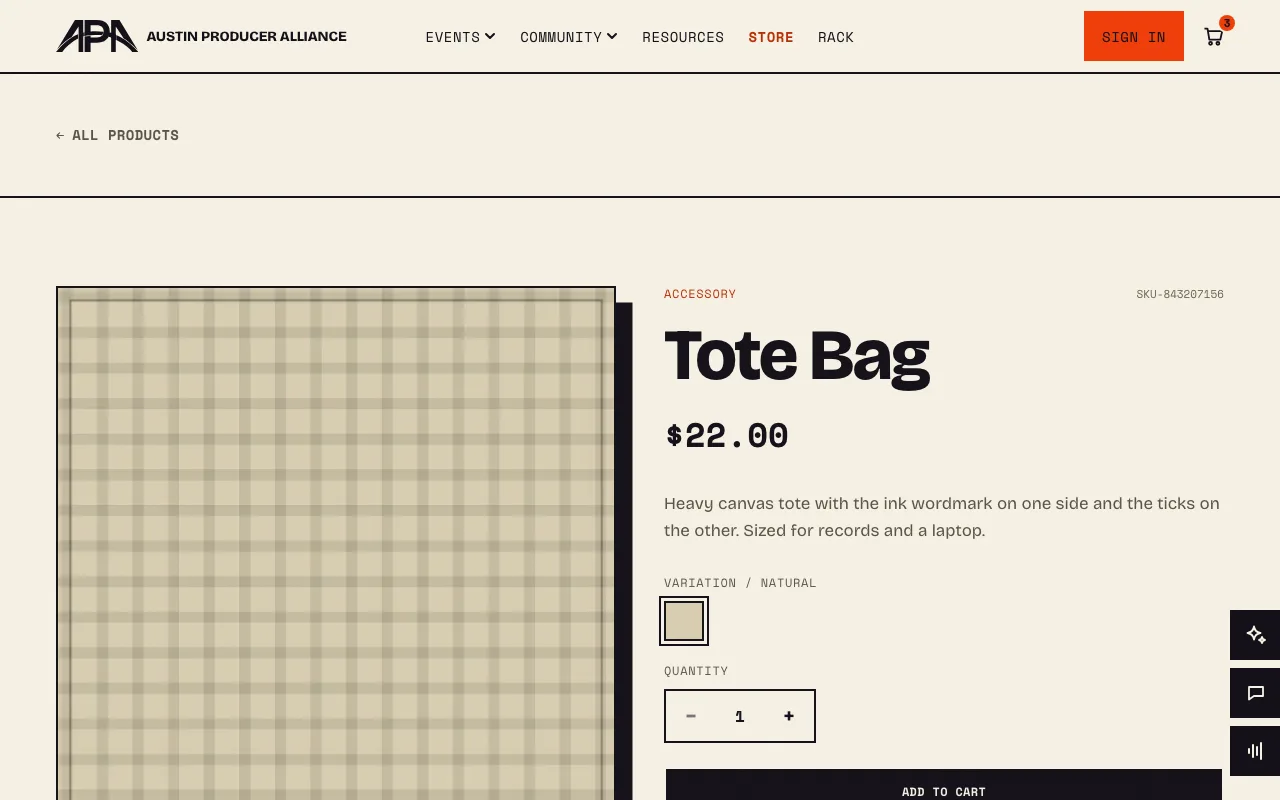 APA AUSTIN PRODUCER ALLIANCE
EVENTS COMMUNITY RESOURCES STORE RACK
SIGN IN
3
← ALL PRODUCTS
ACCESSORY
SKU-843207156
Tote Bag
$22.00
Heavy canvas tote with the ink wordmark on one side and the ticks on
the other. Sized for records and a laptop.
VARIATION / NATURAL
QUANTITY
− 1 +
ADD TO CART